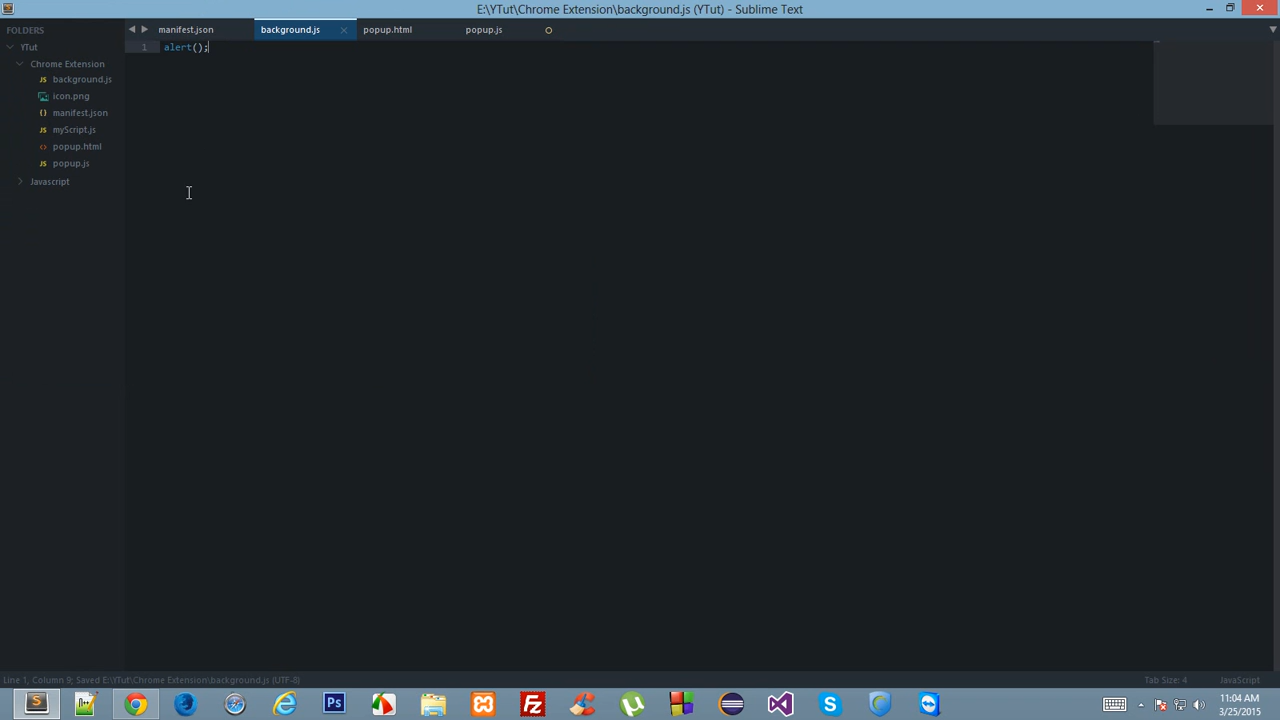 E:\YTut\Chrome Extension\background.js (YTut) - Sublime Text
FOLDERS
YTut
Chrome Extension
background.js
icon.png
manifest.json
myScript.js
popup.html
popup.js
Javascript
manifest.json background.js popup.html popup.js
1 alert();
Line 1, Column 9; Saved E:\YTut\Chrome Extension\background.js (UTF-8)
Tab Size: 4 JavaScript
11:04 AM
3/25/2015